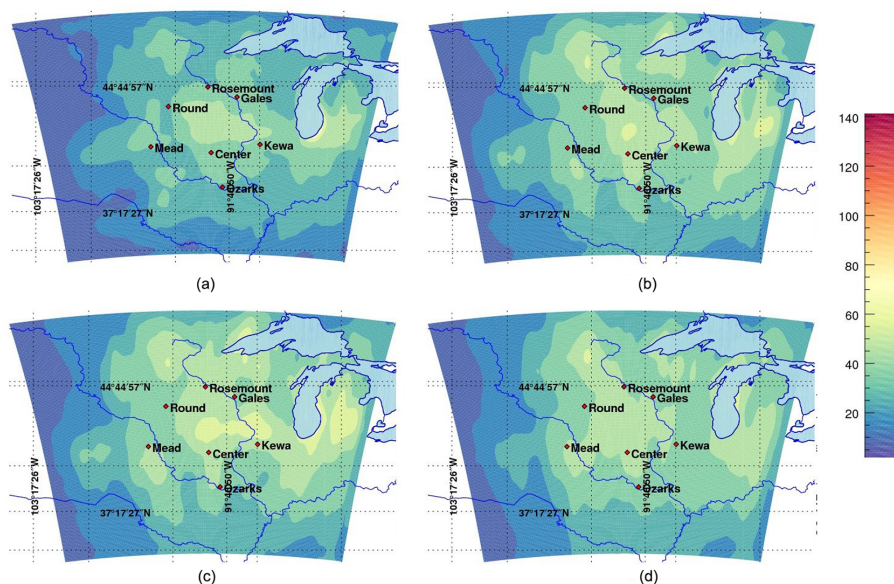 44°44'57" N
Rosemount
Gales
Round
Mead
Center
Kewa
Ozarks
103°17'26" W
91°44'50" W
37°17'27" N
(a)
44°44'57" N
Rosemount
Gales
Round
Mead
Center
Kewa
Ozarks
103°17'26" W
91°44'50" W
37°17'27" N
(b)
140
120
100
80
60
40
20
44°44'57" N
Rosemount
Gales
Round
Mead
Center
Kewa
Ozarks
103°17'26" W
91°44'50" W
37°17'27" N
(c)
44°44'57" N
Rosemount
Gales
Round
Mead
Center
Kewa
Ozarks
103°17'26" W
91°44'50" W
37°17'27" N
(d)